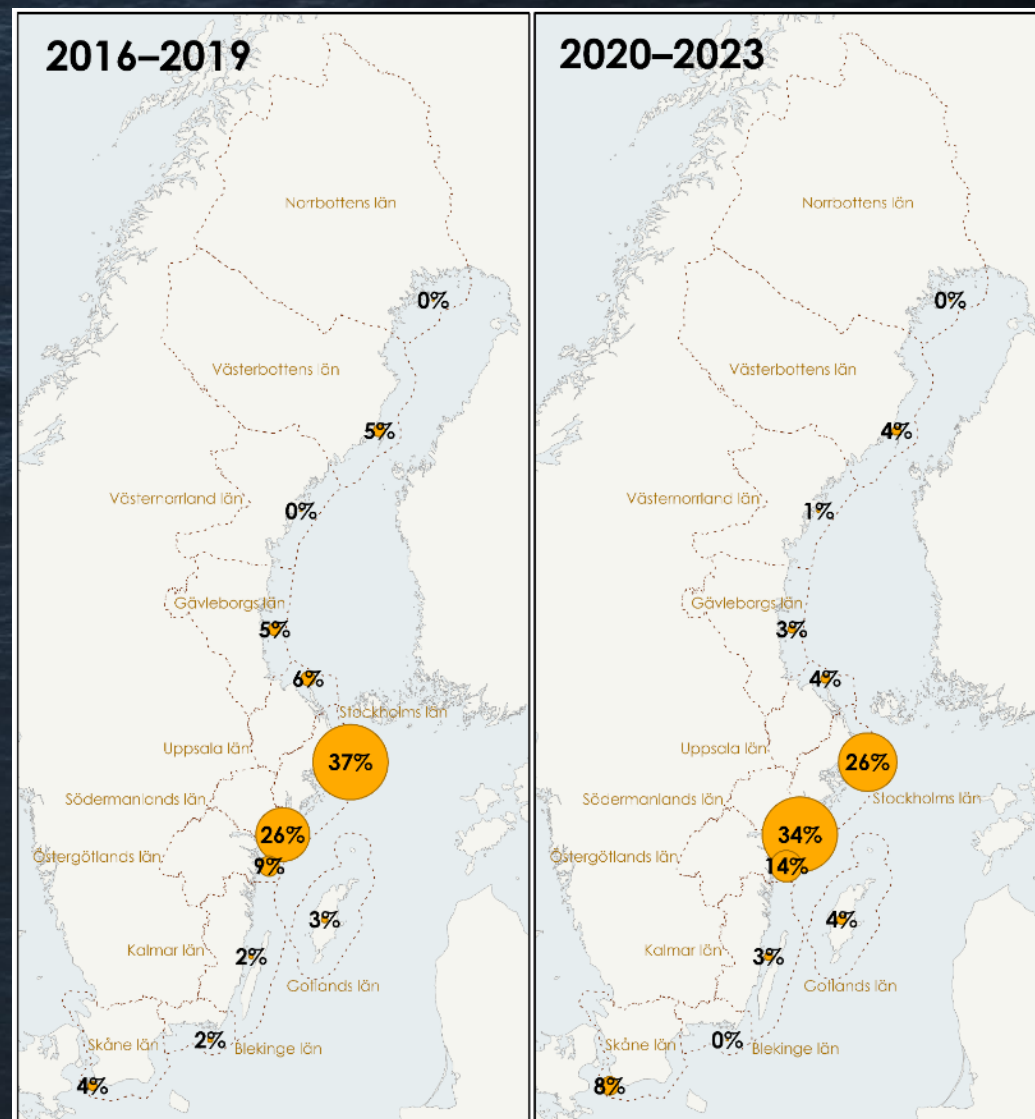 2016–2019
Norrbottens län
0%
Västerbottens län
5%
Västernorrland län
0%
Gävleborgs län
5%
6%
Stockholms län
Uppsala län
37%
Södermanlands län
26%
Östergötlands län
9%
3%
Kalmar län
2%
Gotlands län
2%
Skåne län
Blekinge län
4%
2020–2023
Norrbottens län
0%
Västerbottens län
4%
Västernorrland län
1%
Gävleborgs län
3%
4%
Uppsala län
26%
Södermanlands län
Stockholms län
34%
Östergötlands län
14%
4%
Kalmar län
3%
Gotlands län
0%
Skåne län
Blekinge län
8%